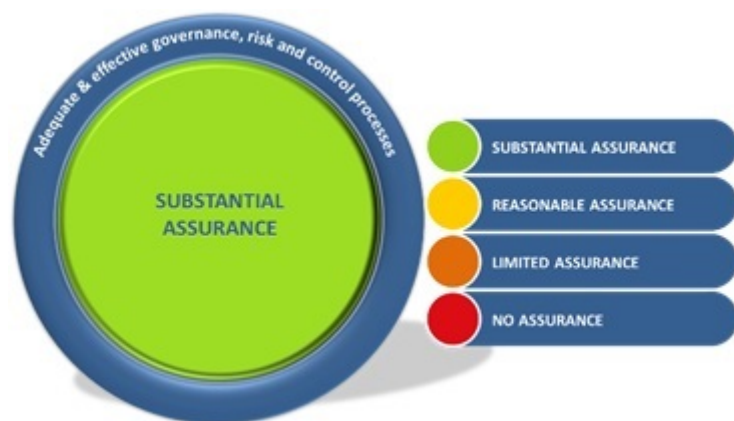 Adequate & effective governance, risk and control processes
SUBSTANTIAL
ASSURANCE
SUBSTANTIAL ASSURANCE
REASONABLE ASSURANCE
LIMITED ASSURANCE
NO ASSURANCE